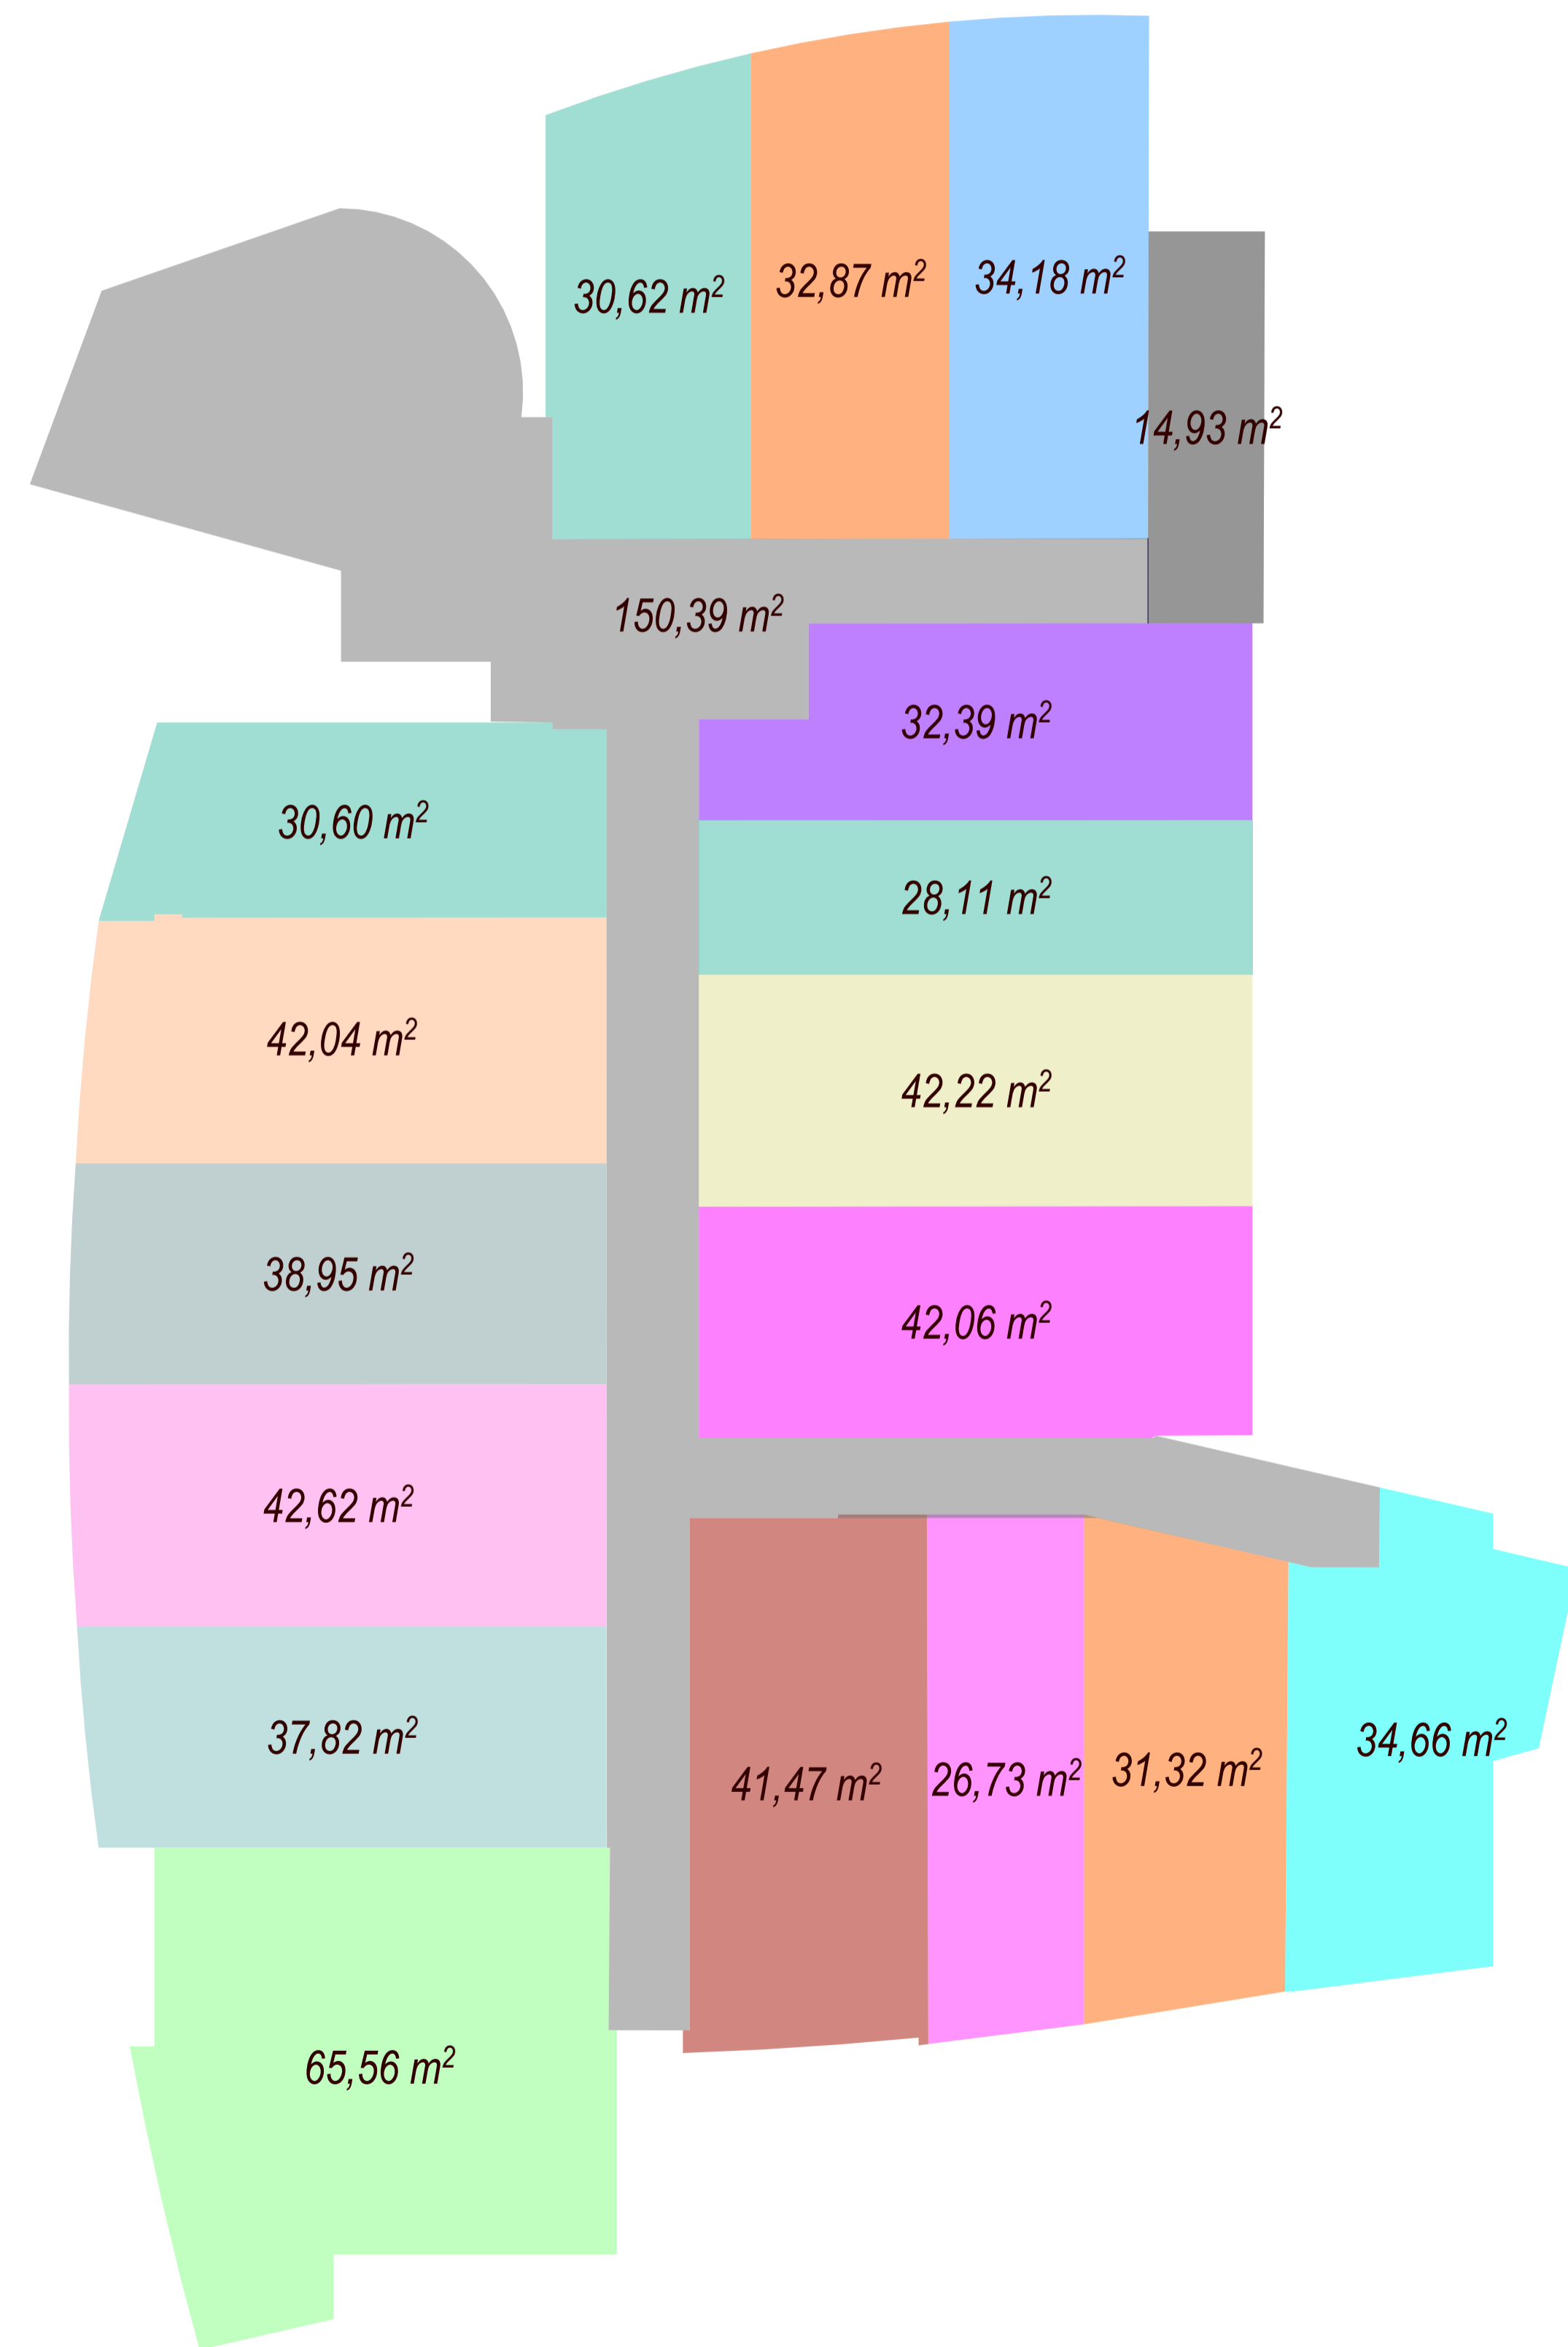 34,18 m²
32,87 m²
30,62 m²
14,93 m²
150,39 m²
32,39 m²
30,60 m²
28,11 m²
42,04 m²
42,22 m²
38,95 m²
42,06 m²
42,62 m²
37,82 m²
34,66 m²
26,73 m²
31,32 m²
41,47 m²
65,56 m²